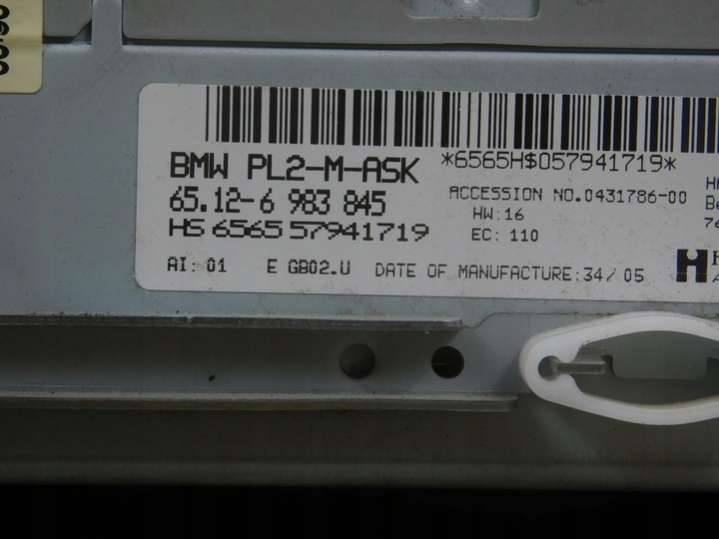 *6565H$057941719*
BMW PL2-M-ASK
65.12-6 983 845
ACCESSION NO.0431786-00
HW:16
HS 6565 57941719
EC: 110
AI: 01 E GB02.U DATE OF MANUFACTURE:34/05